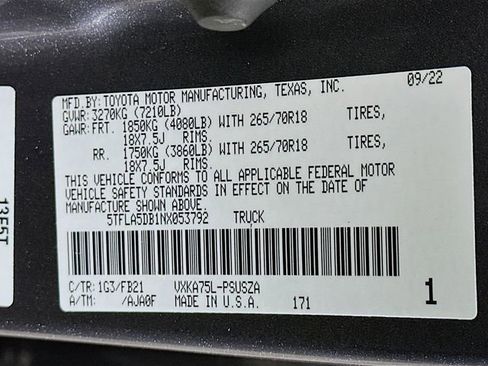 MFD.BY:TOYOTA MOTOR MANUFACTURING, TEXAS, INC. 09/22
GVWR:3270KG (7210LB)
GAWR:FRT. 1850KG (4080LB) WITH 265/70R18 TIRES,
18X7.5J RIMS.
RR. 1750KG (3860LB) WITH 265/70R18 TIRES,
18X7.5J RIMS.
THIS VEHICLE CONFORMS TO ALL APPLICABLE FEDERAL MOTOR
VEHICLE SAFETY STANDARDS IN EFFECT ON THE DATE OF
MANUFACTURE SHOWN ABOVE.
5TFLA5DB1NX053792 TRUCK
C/TR:1G3/FB21 VXKA75L-PSUSZA
A/TM: /AJA0F MADE IN U.S.A. 171 1
13E5T